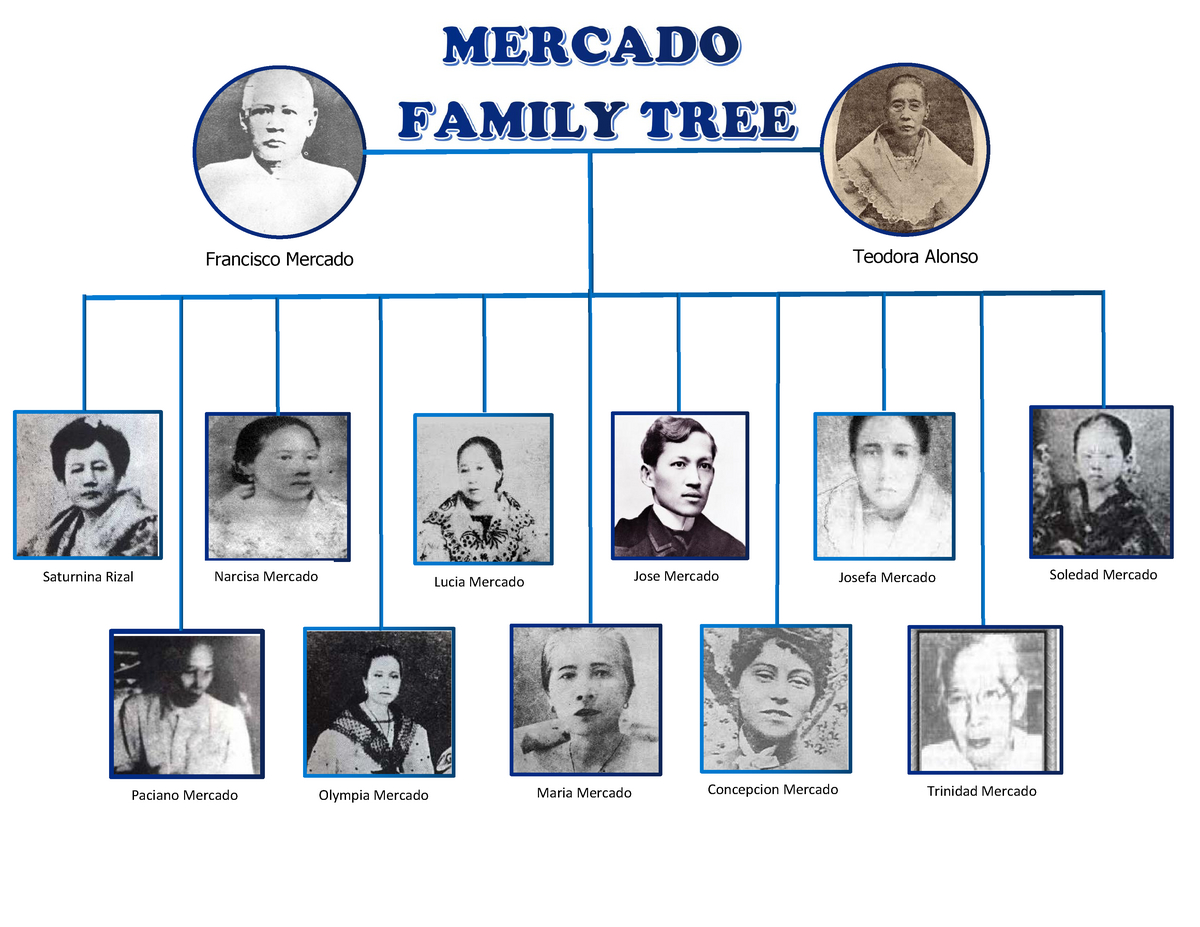 MERCADO
FAMILY TREE
Francisco Mercado
Teodora Alonso
Saturnina Rizal
Narcisa Mercado
Lucia Mercado
Jose Mercado
Josefa Mercado
Soledad Mercado
Paciano Mercado
Olympia Mercado
Maria Mercado
Concepcion Mercado
Trinidad Mercado